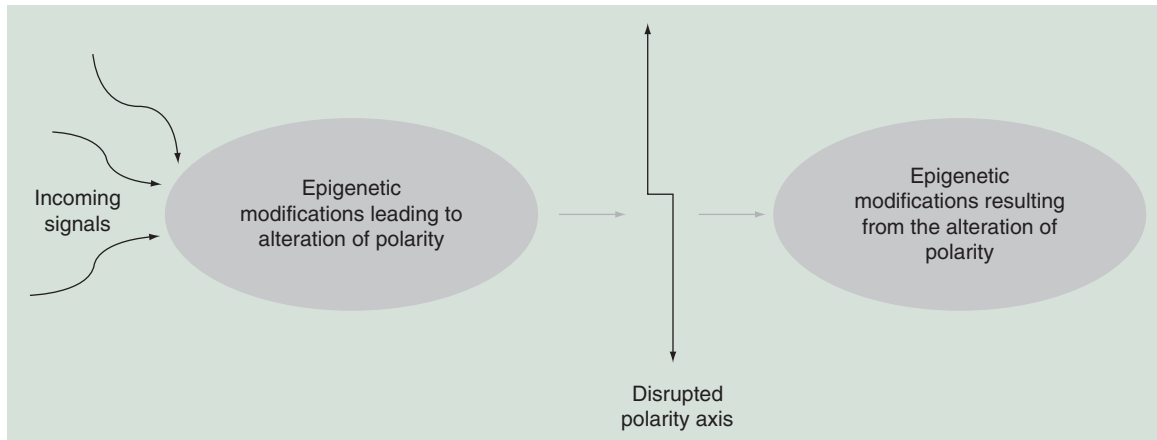 Incoming
signals
Epigenetic
modifications leading to
alteration of polarity
Disrupted
polarity axis
Epigenetic
modifications resulting
from the alteration of
polarity